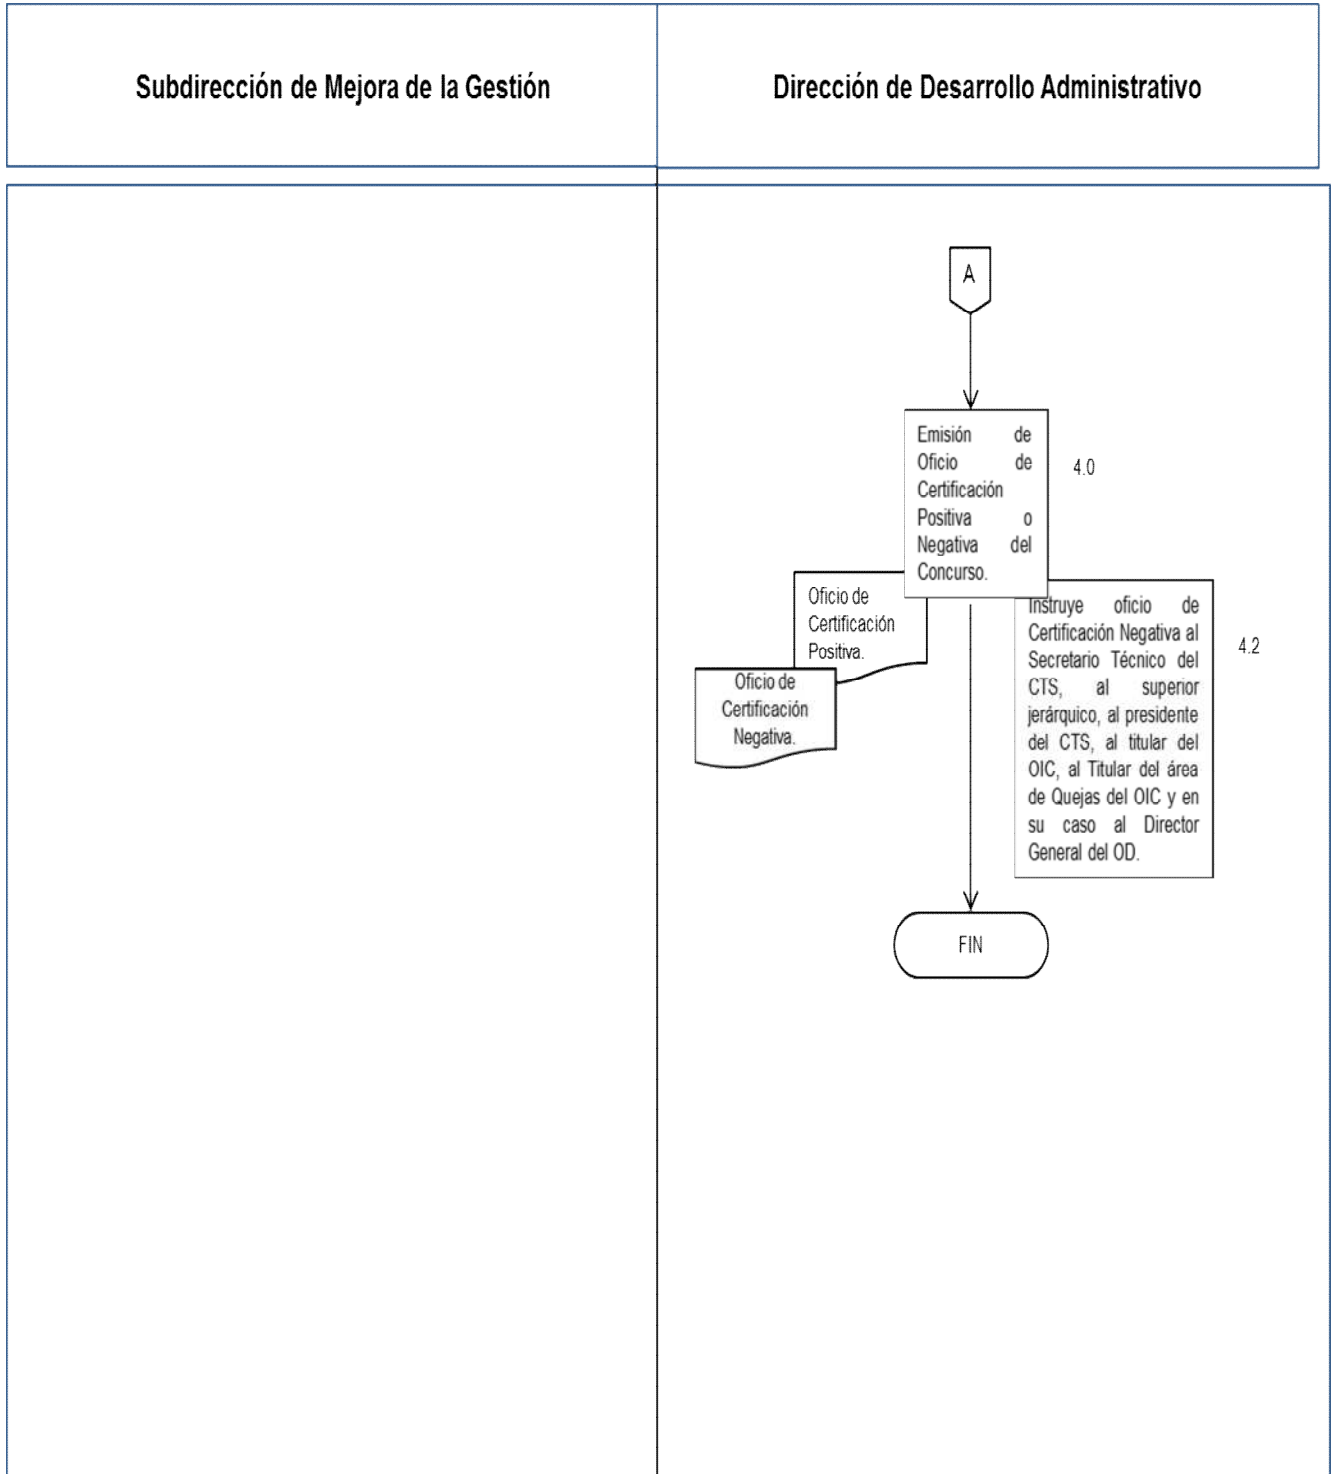 Subdirección de Mejora de la Gestión
Dirección de Desarrollo Administrativo
A
Emisión de
Oficio de
Certificación
Positiva o
Negativa del
Concurso.
4.0
Oficio de
Certificación
Positiva.
Oficio de
Certificación
Negativa.
Instruye oficio de
Certificación Negativa al
Secretario Técnico del
CTS, al superior
jerárquico, al presidente
del CTS, al titular del
OIC, al Titular del área
de Quejas del OIC y en
su caso al Director
General del OD.
4.2
FIN